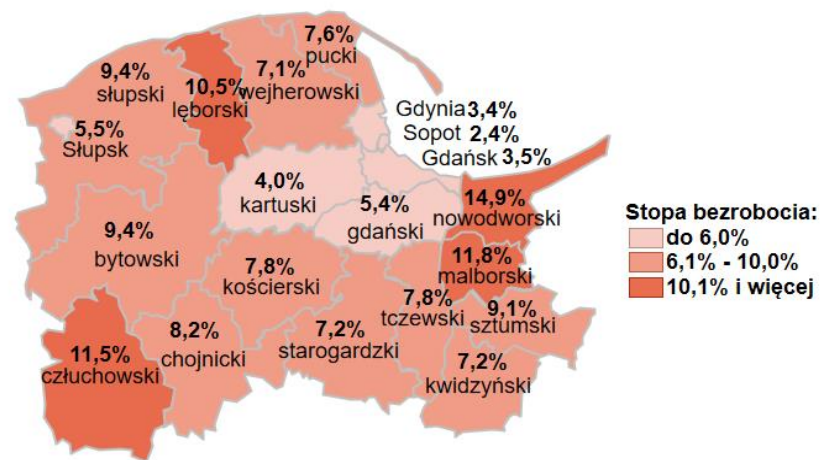 7,6%
pucki
9,4%
słupski
10,5%
lęborski
7,1%
wejherowski
5,5%
Słupsk
Gdynia 3,4%
Sopot 2,4%
Gdańsk 3,5%
4,0%
kartuski
5,4%
gdański
14,9%
nowodworski
9,4%
bytowski
11,8%
malborski
7,8%
kościerski
7,8%
tczewski
9,1%
sztumski
8,2%
chojnicki
7,2%
starogardzki
7,2%
kwidzyński
11,5%
człuchowski
Stopa bezrobocia:
do 6,0%
6,1% - 10,0%
10,1% i więcej